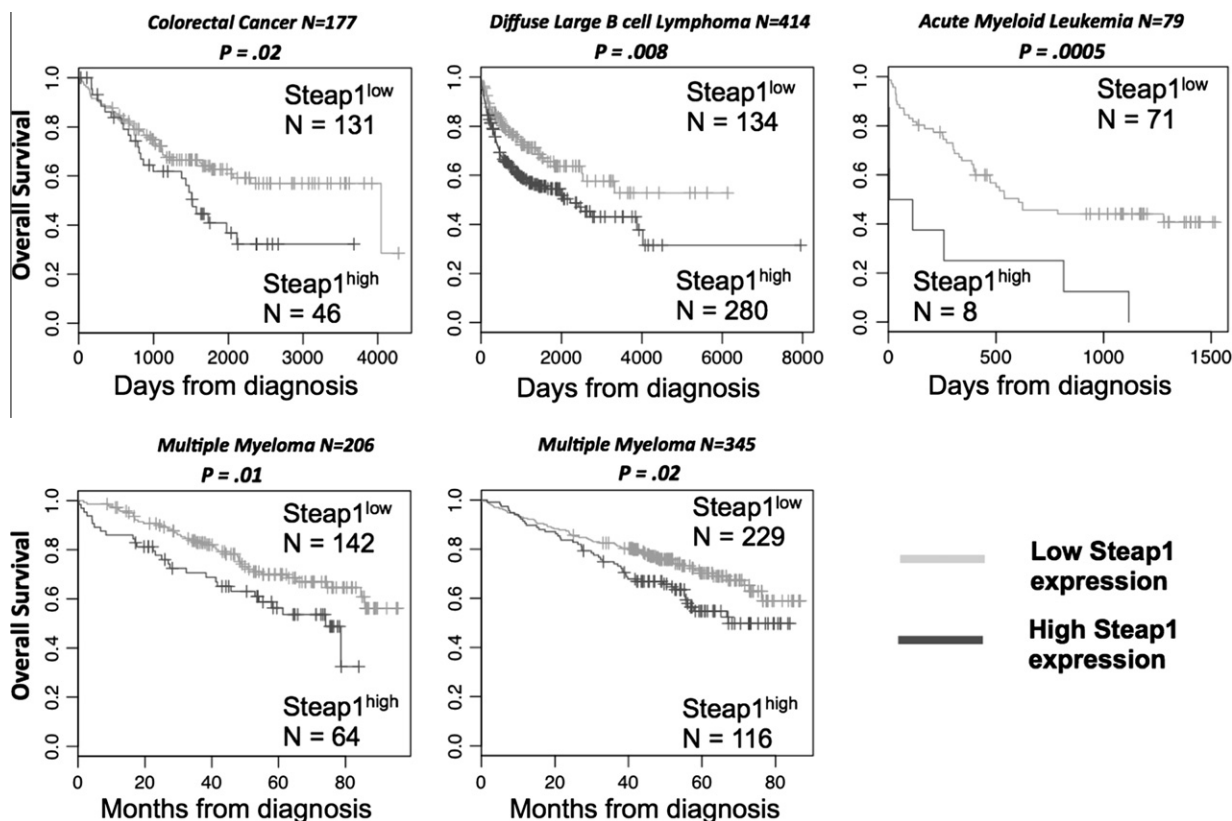 Colorectal Cancer N=177
P = .02
Overall Survival
1.0
0.8
0.6
0.4
0.2
0.0
Steap1low
N = 131
Steap1high
N = 46
0 1000 2000 3000 4000
Days from diagnosis
Diffuse Large B cell Lymphoma N=414
P = .008
1.0
0.8
0.6
0.4
0.2
0.0
Steap1low
N = 134
Steap1high
N = 280
0 2000 4000 6000 8000
Days from diagnosis
Acute Myeloid Leukemia N=79
P = .0005
1.0
0.8
0.6
0.4
0.2
0.0
Steap1low
N = 71
Steap1high
N = 8
0 500 1000 1500
Days from diagnosis
Multiple Myeloma N=206
P = .01
Overall Survival
1.0
0.8
0.6
0.4
0.2
0.0
Steap1low
N = 142
Steap1high
N = 64
0 20 40 60 80
Months from diagnosis
Multiple Myeloma N=345
P = .02
1.0
0.8
0.6
0.4
0.2
0.0
Steap1low
N = 229
Steap1high
N = 116
0 20 40 60 80
Months from diagnosis
Low Steap1
expression
High Steap1
expression